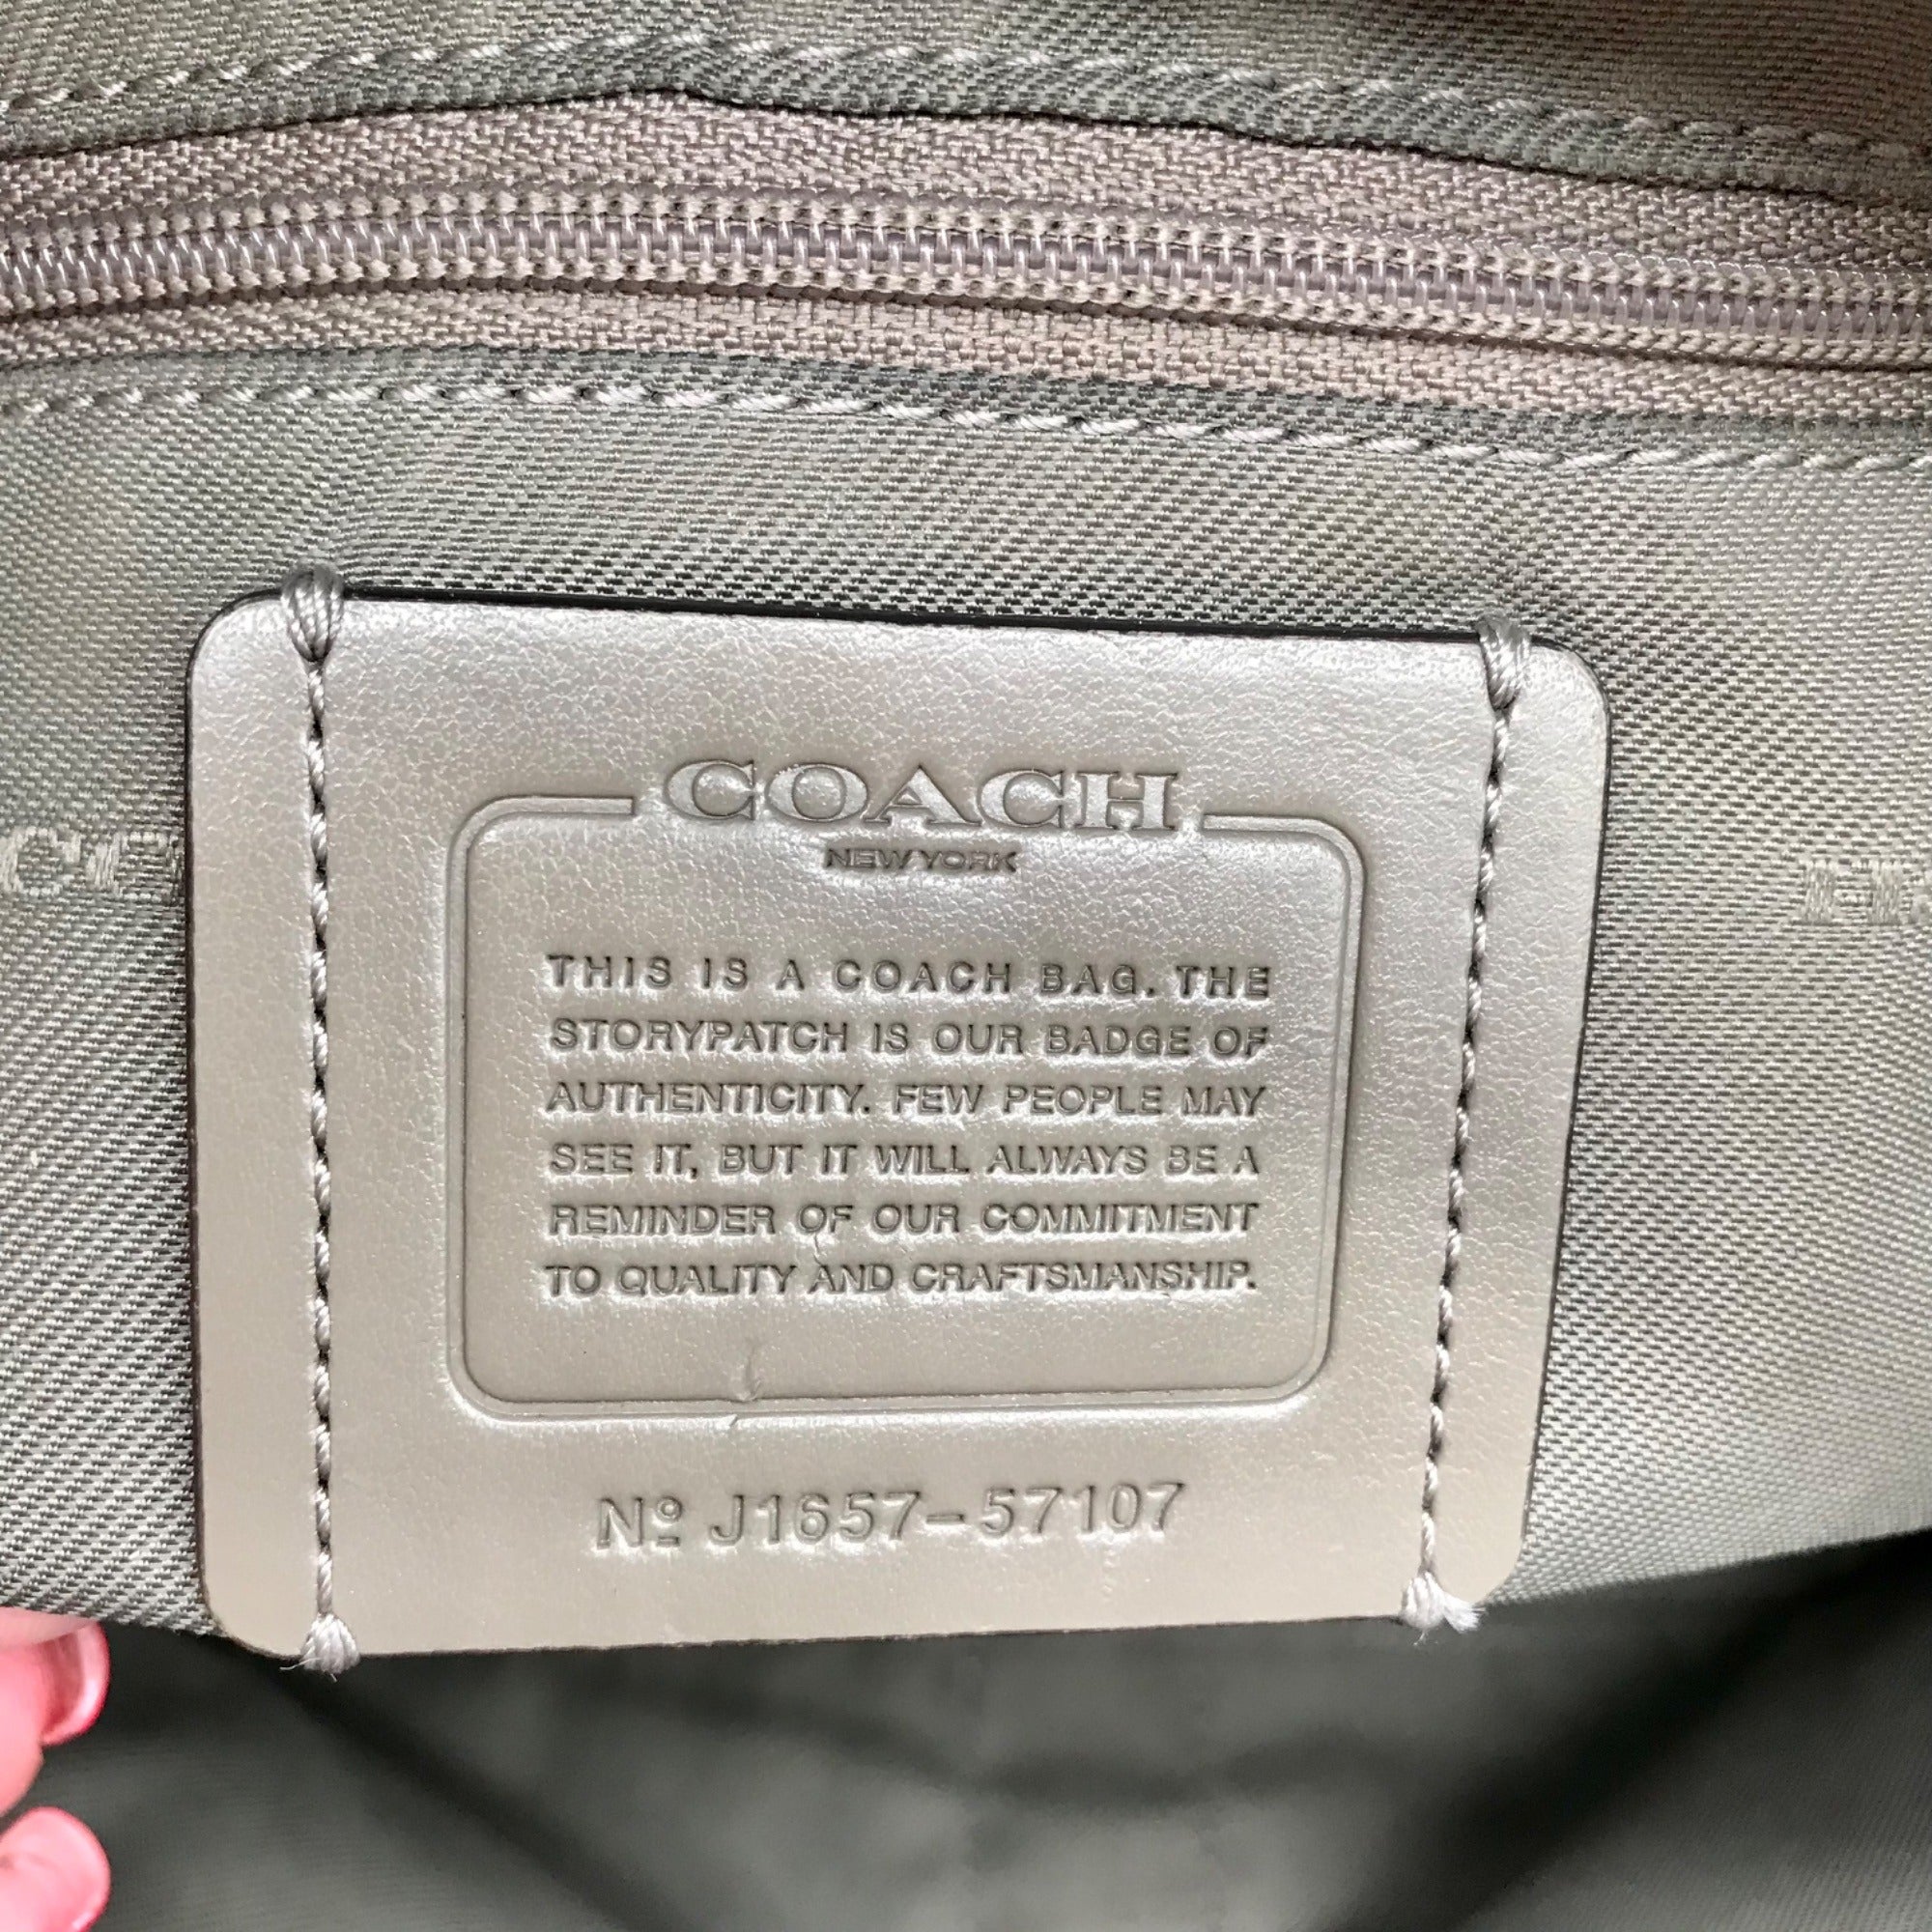 COACH
NEW YORK
THIS IS A COACH BAG. THE
STORYPATCH IS OUR BADGE OF
AUTHENTICITY. FEW PEOPLE MAY
SEE IT, BUT IT WILL ALWAYS BE A
REMINDER OF OUR COMMITMENT
TO QUALITY AND CRAFTSMANSHIP.
Nº J1657-57107